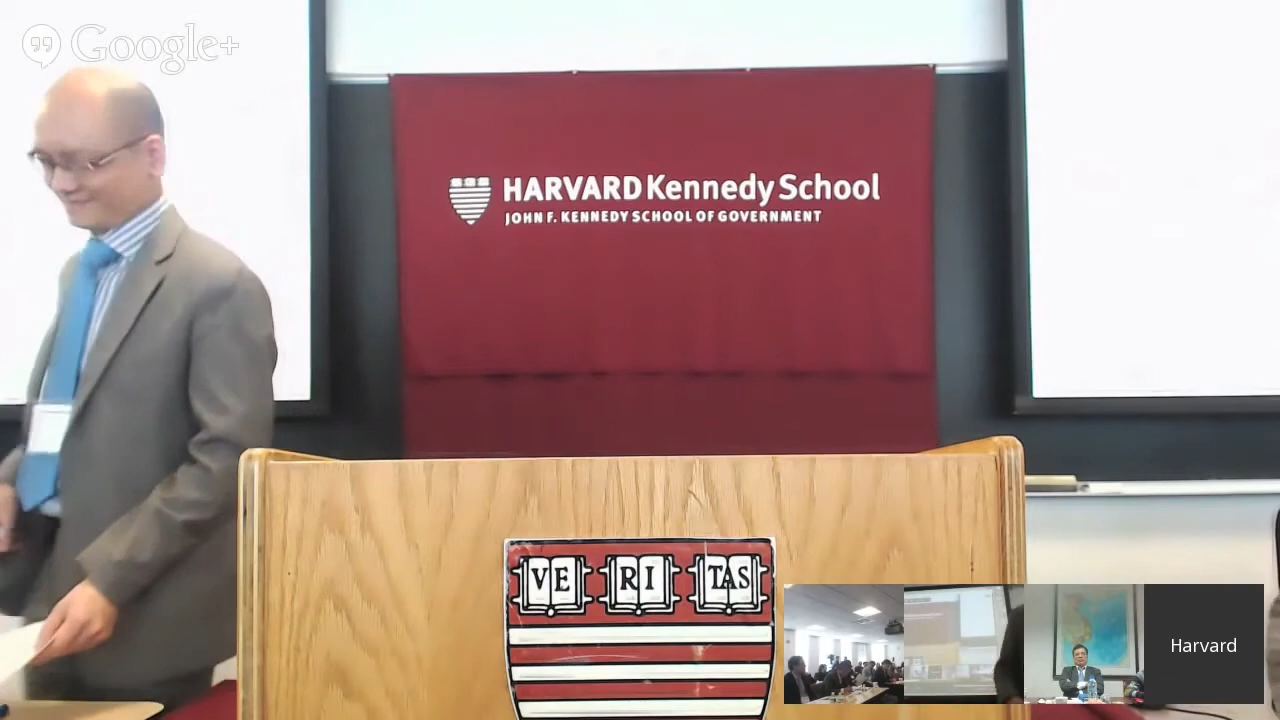 Google+
HARVARD Kennedy School
JOHN F. KENNEDY SCHOOL OF GOVERNMENT
VE RI TAS
Harvard